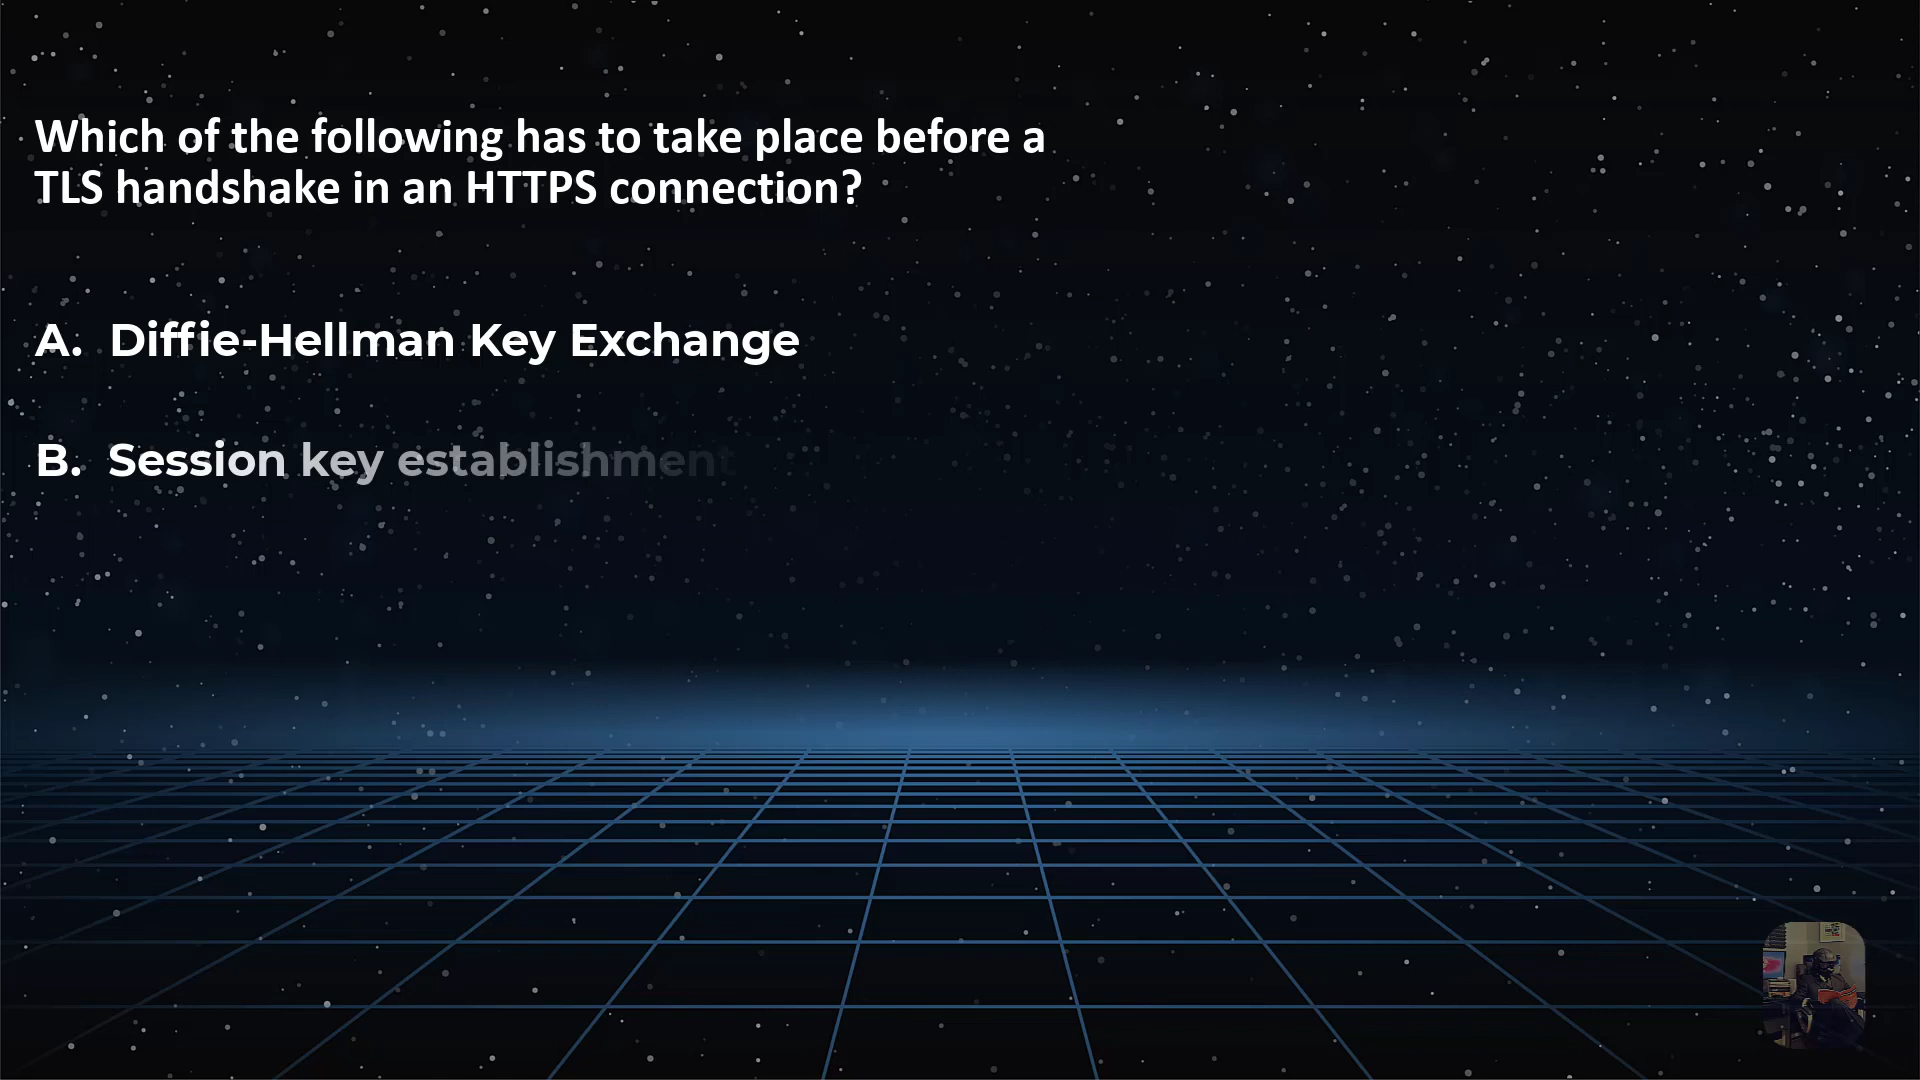 Which of the following has to take place before a
TLS handshake in an HTTPS connection?
A. Diffie-Hellman Key Exchange
B. Session key establishment